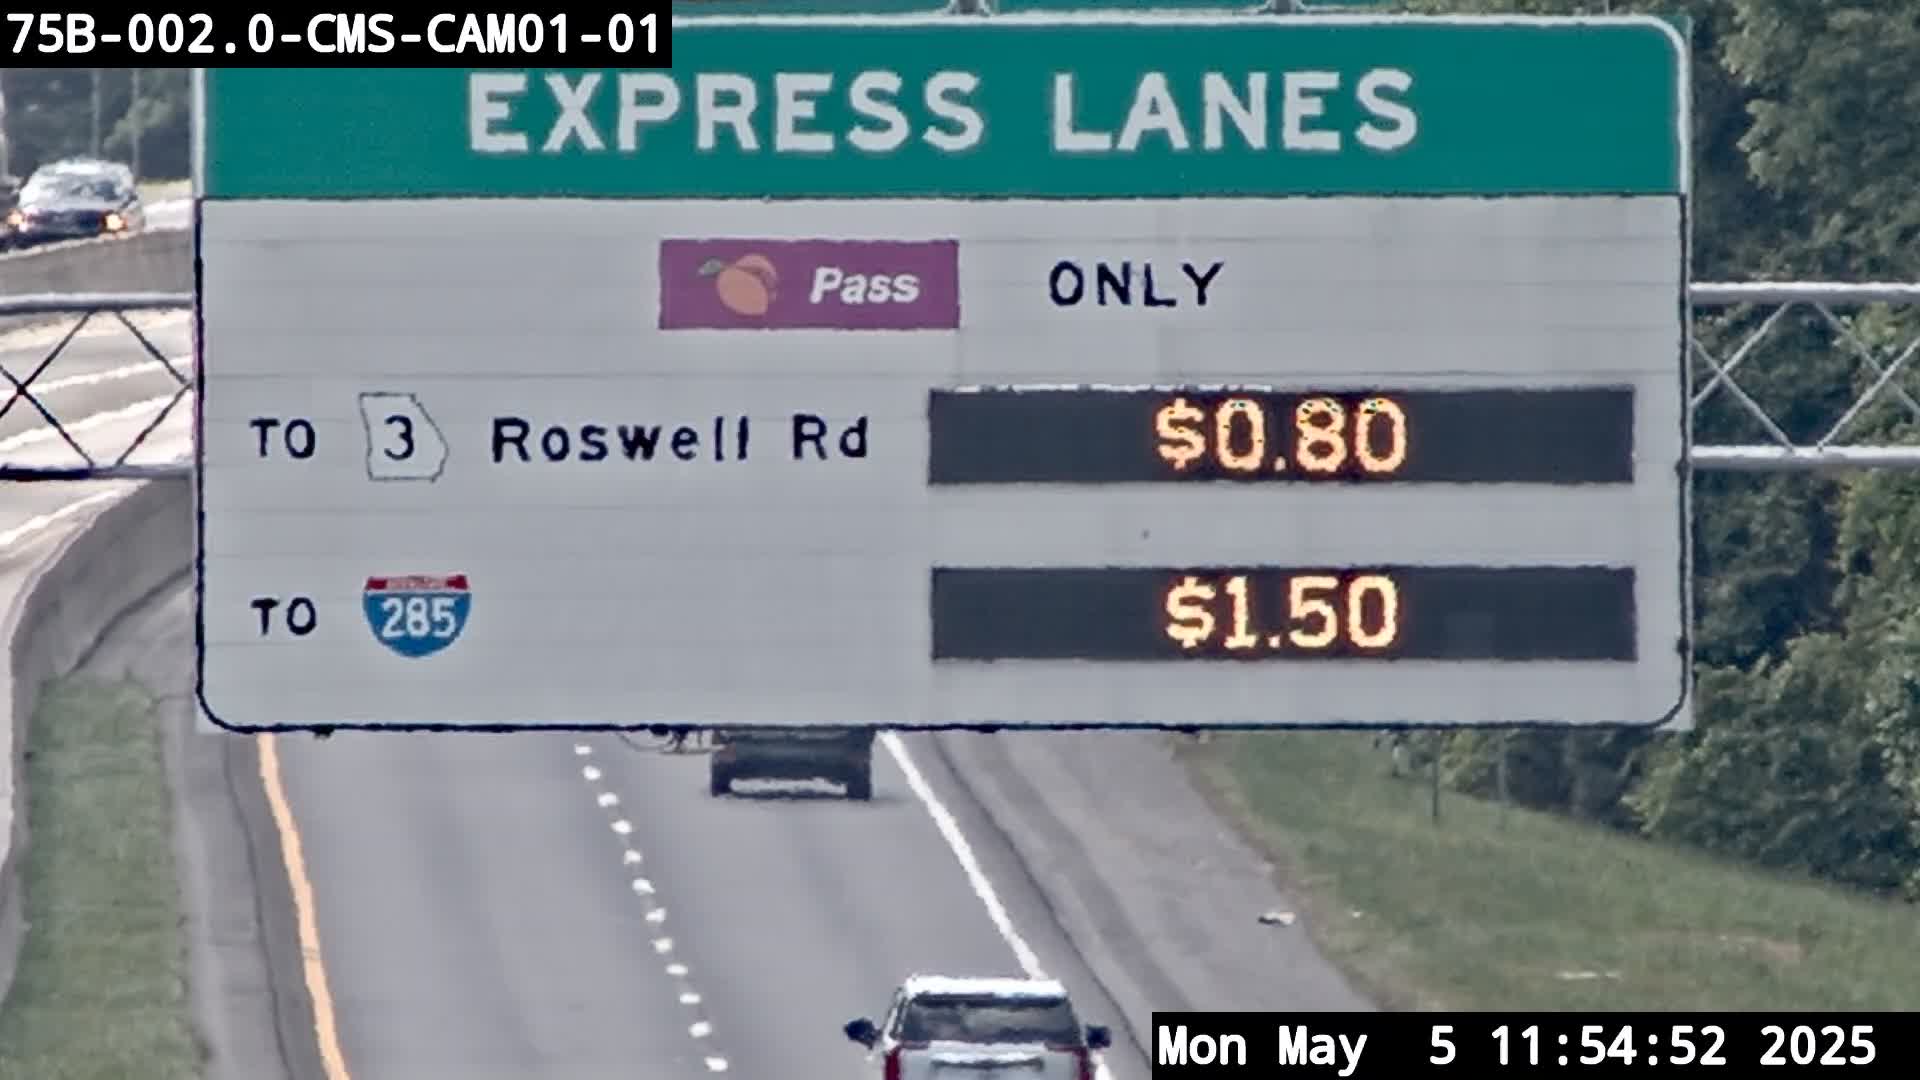 75B-002.0-CMS-CAM01-01
EXPRESS LANES
Pass ONLY
TO 3 Roswell Rd $0.80
TO 285 $1.50
Mon May 5 11:54:52 2025